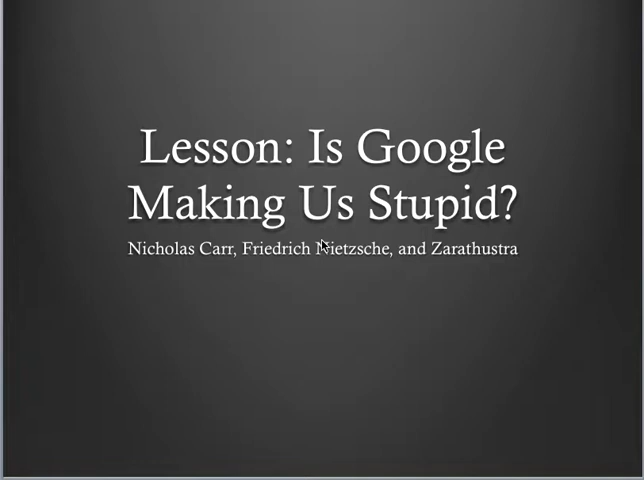 Lesson: Is Google
Making Us Stupid?
Nicholas Carr, Friedrich Nietzsche, and Zarathustra